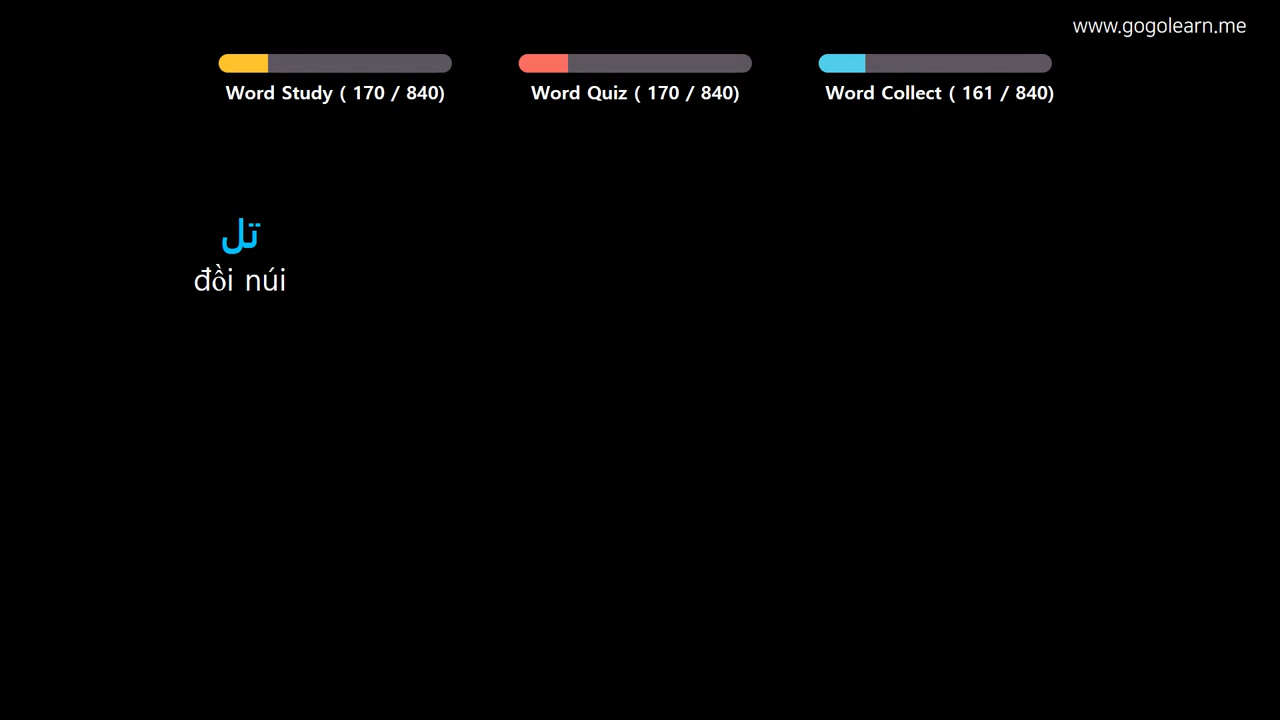 www.gogolearn.me
Word Study ( 170 / 840)
Word Quiz ( 170 / 840)
Word Collect ( 161 / 840)
تل
đồi núi